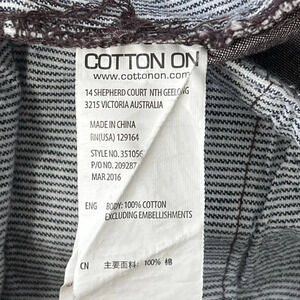 COTTON ON
www.cottonon.com
14 SHEPHERD COURT NTH GEELONG
3215 VICTORIA AUSTRALIA
MADE IN CHINA
RN(USA) 129164
STYLE NO. 351056
P/O NO. 209287
MAR 2016
ENG BODY: 100% COTTON
EXCLUDING EMBELLISHMENTS
CN 主要面料: 100% 棉